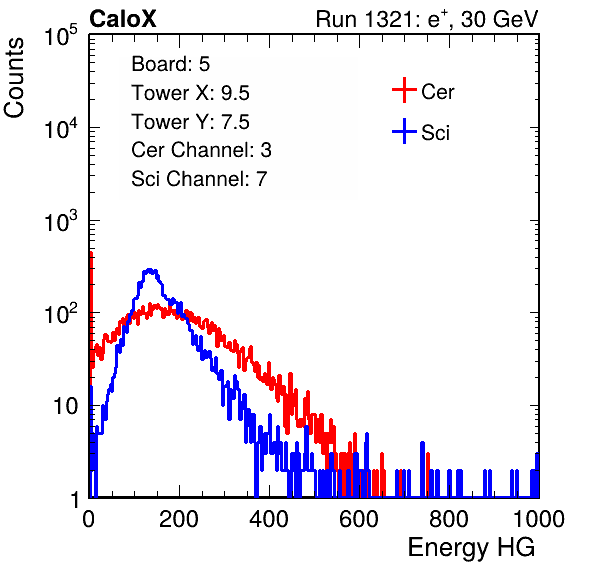 CaloX Run 1321: e⁺, 30 GeV
Counts
10⁵
10⁴
10³
10²
10
1
Board: 5
Tower X: 9.5
Tower Y: 7.5
Cer Channel: 3
Sci Channel: 7
Cer
Sci
0 200 400 600 800 1000
Energy HG